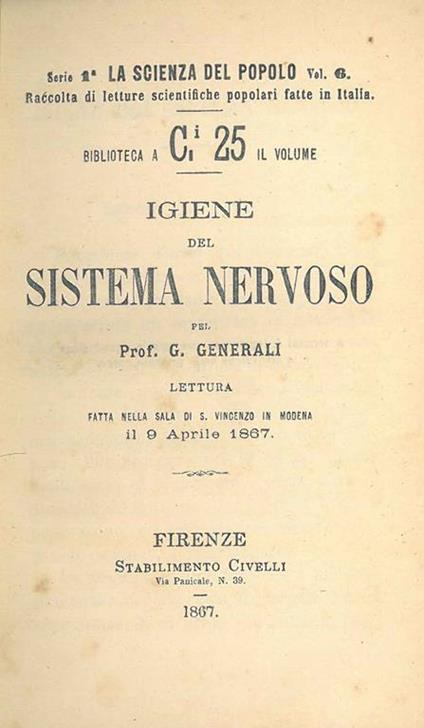 Serie 1ª LA SCIENZA DEL POPOLO Vol. 6.
Raccolta di letture scientifiche popolari fatte in Italia.
BIBLIOTECA A C.i 25 IL VOLUME
IGIENE
DEL
SISTEMA NERVOSO
PEL
Prof. G. GENERALI
LETTURA
FATTA NELLA SALA DI S. VINCENZO IN MODENA
il 9 Aprile 1867.
FIRENZE
STABILIMENTO CIVELLI
Via Panicale, N. 39.
1867.